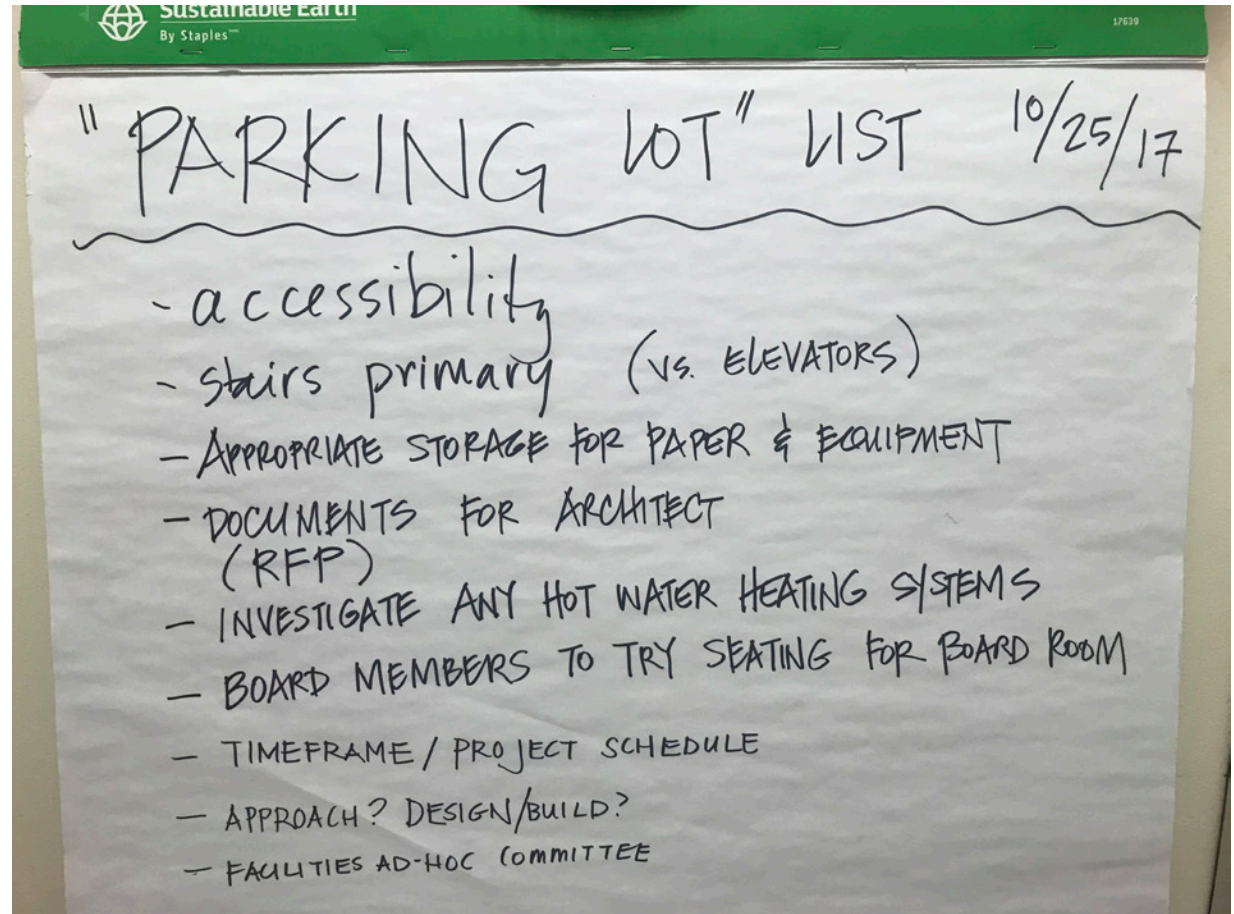 Sustainable Earth
By Staples™
17639
"PARKING LOT" LIST 10/25/17
- accessibility
- stairs primary (vs. ELEVATORS)
- APPROPRIATE STORAGE FOR PAPER & EQUIPMENT
- DOCUMENTS FOR ARCHITECT
(RFP)
- INVESTIGATE ANY HOT WATER HEATING SYSTEMS
- BOARD MEMBERS TO TRY SEATING FOR BOARD ROOM
- TIMEFRAME / PROJECT SCHEDULE
- APPROACH? DESIGN/BUILD?
- FACILITIES AD-HOC COMMITTEE